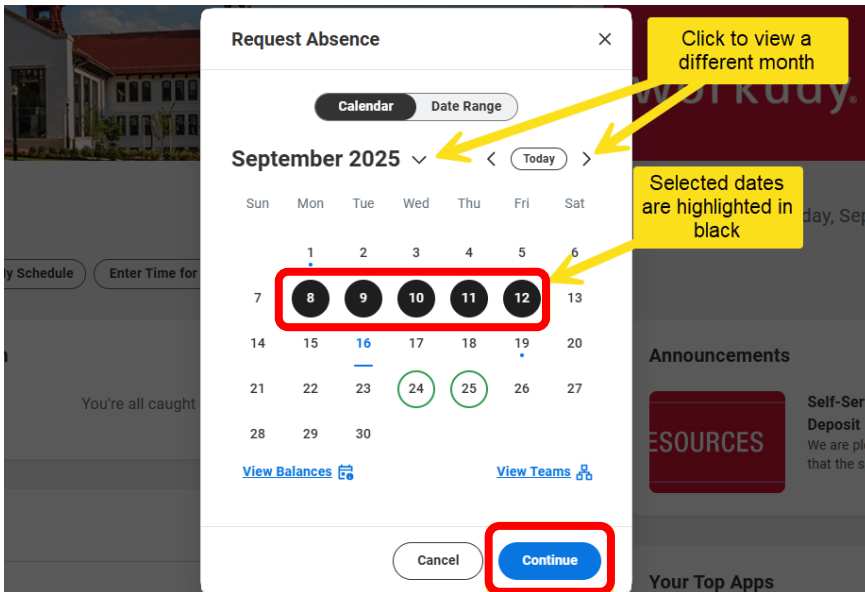 Request Absence
Click to view a
different month
workday.
Calendar
Date Range
September 2025
Today
Sun Mon Tue Wed Thu Fri Sat
Selected dates
are highlighted in
black
day, Sep
1 2 3 4 5 6
ly Schedule
Enter Time for
7 8 9 10 11 12 13
14 15 16 17 18 19 20
Announcements
21 22 23 24 25 26 27
You're all caught
Self-Ser
Deposit
We are ple
that the s
ESOURCES
28 29 30
View Balances
View Teams
Cancel
Continue
Your Top Apps